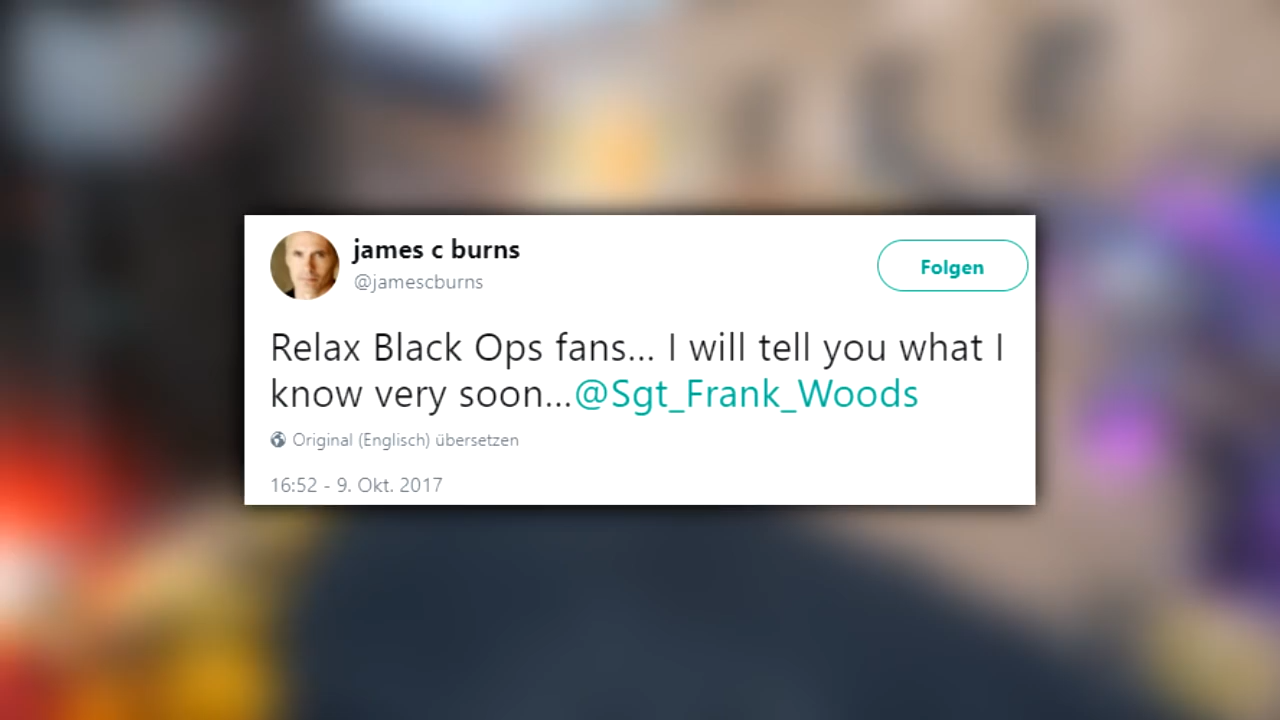 james c burns
@jamescburns
Folgen
Relax Black Ops fans... I will tell you what I
know very soon...@Sgt_Frank_Woods
Original (Englisch) übersetzen
16:52 - 9. Okt. 2017